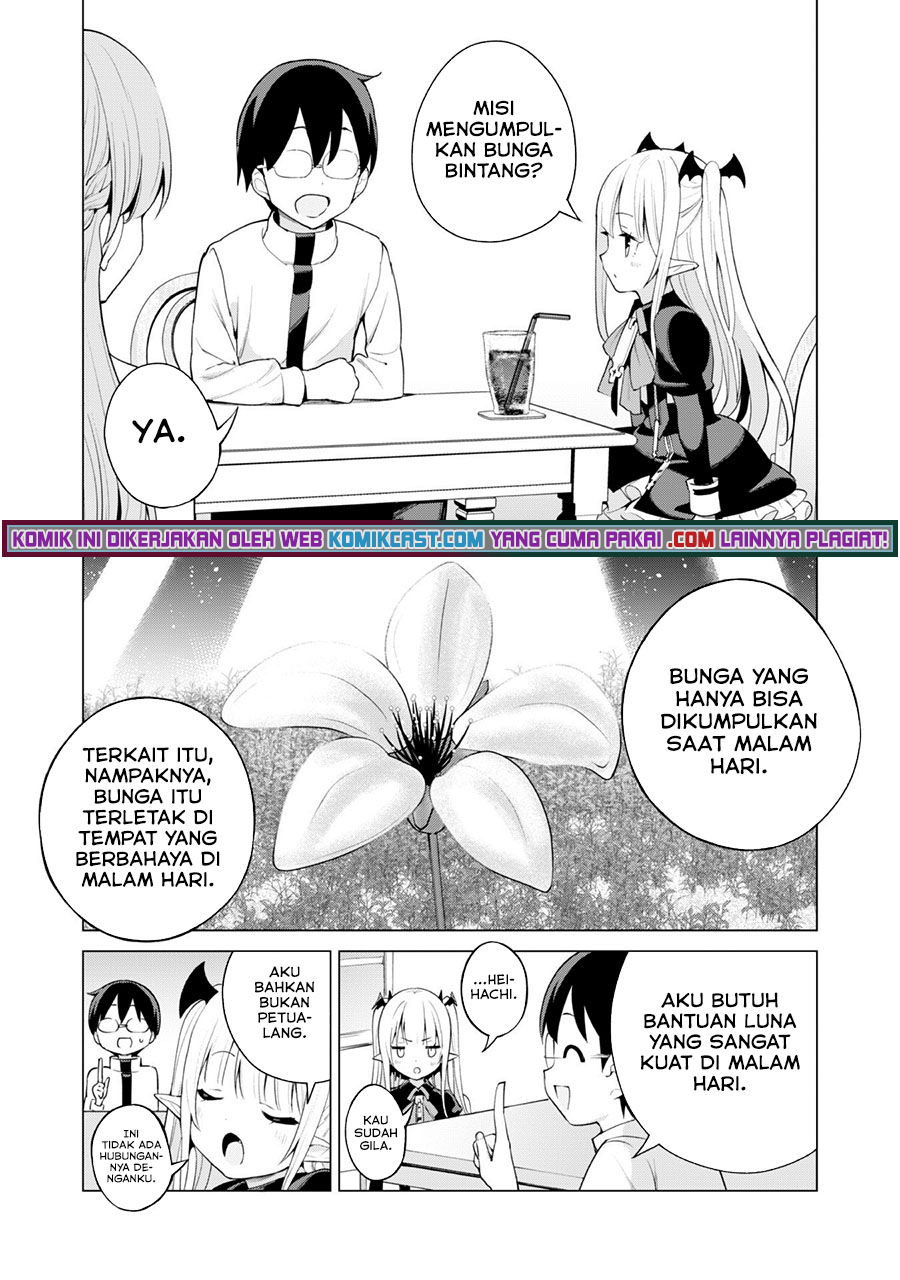 MISI
MENGUMPUL-
KAN BUNGA
BINTANG?
YA.
KOMIK INI DIKERJAKAN OLEH WEB KOMIKCAST.COM YANG CUMA PAKAI .COM LAINNYA PLAGIAT!
BUNGA YANG
HANYA BISA
DIKUMPULKAN
SAAT MALAM
HARI.
TERKAIT ITU,
NAMPAKNYA,
BUNGA ITU
TERLETAK DI
TEMPAT YANG
BERBAHAYA DI
MALAM HARI.
AKU BUTUH
BANTUAN LUNA
YANG SANGAT
KUAT DI MALAM
HARI.
...HEI-
HACHI.
KAU
SUDAH
GILA.
AKU
BAHKAN
BUKAN
PETUA-
LANG.
INI
TIDAK ADA
HUBUNGAN-
NYA DE-
NGANKU.